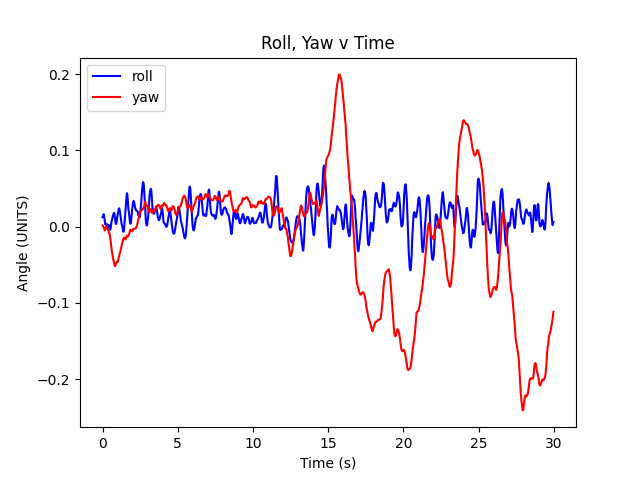 Roll, Yaw v Time
roll
yaw
0.2
0.1
0.0
−0.1
−0.2
Angle (UNITS)
0 5 10 15 20 25 30
Time (s)